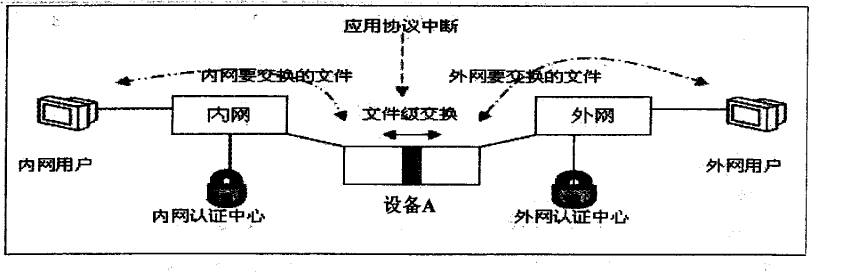 应用协议中断
内网要交换的文件
外网要交换的文件
内网
文件级交换
外网
内网用户
外网用户
设备A
内网认证中心
外网认证中心